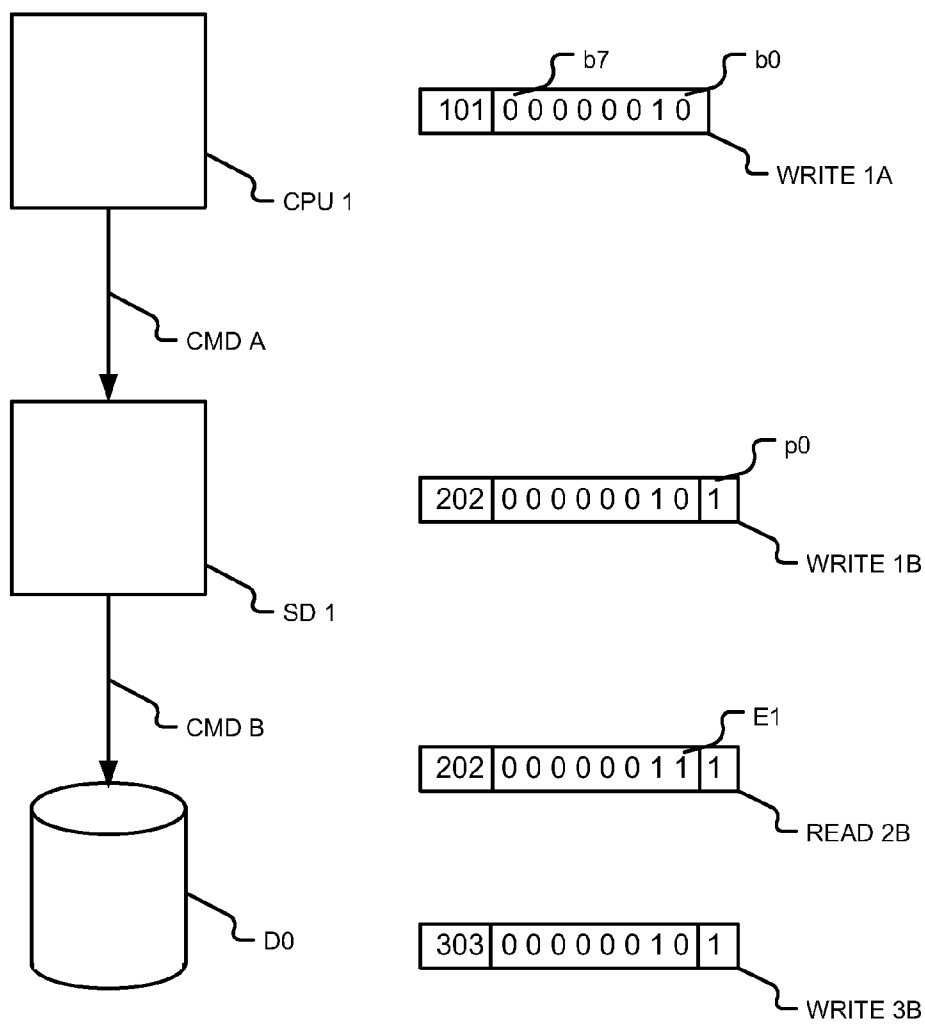 b7
b0
101 0 0 0 0 0 0 1 0
WRITE 1A
CPU 1
CMD A
p0
202 0 0 0 0 0 0 1 0 1
WRITE 1B
SD 1
E1
CMD B
202 0 0 0 0 0 0 1 1 1
READ 2B
D0
303 0 0 0 0 0 0 1 0 1
WRITE 3B